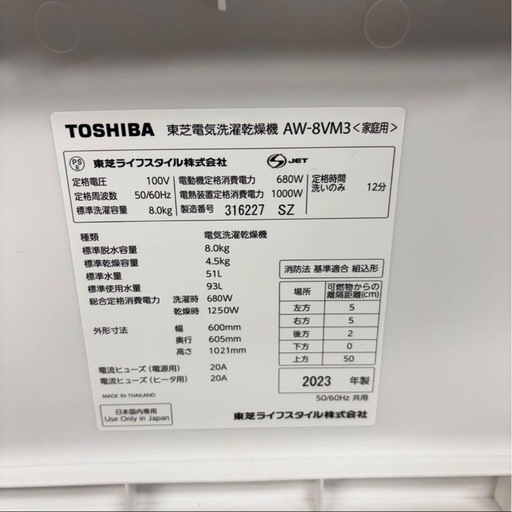 TOSHIBA 東芝電気洗濯乾燥機 AW-8VM3<家庭用>
PSE 東芝ライフスタイル株式会社 S JET
定格電圧 100V 電動機定格消費電力 680W 定格時間
定格周波数 50/60Hz 電熱装置定格消費電力 1000W 洗いのみ 12分
標準洗濯容量 8.0kg 製造番号 316227 SZ
種類 電気洗濯乾燥機
標準脱水容量 8.0kg
標準乾燥容量 4.5kg
標準水量 51L
標準使用水量 93L
総合定格消費電力 洗濯時 680W
乾燥時 1250W
外形寸法 幅 600mm
奥行 605mm
高さ 1021mm
電流ヒューズ(電源用) 20A
電流ヒューズ(ヒータ用) 20A
MADE IN THAILAND
日本国内専用
Use Only in Japan
消防法 基準適合 組込形
場所 可燃物からの離隔距離(cm)
左方 5
右方 5
後方 2
下方 0
上方 50
2023 年製
50/60Hz 共用
東芝ライフスタイル株式会社